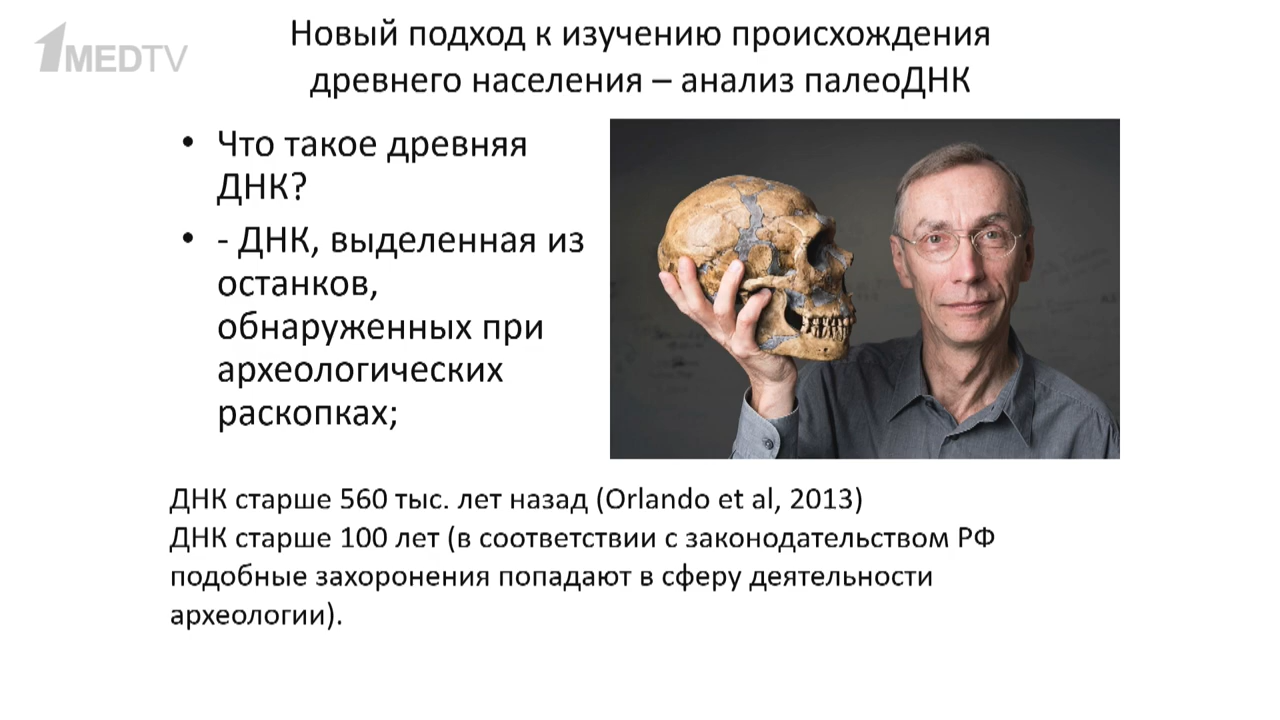 1MEDTV
Новый подход к изучению происхождения
древнего населения – анализ палеоДНК
• Что такое древняя
ДНК?
• - ДНК, выделенная из
останков,
обнаруженных при
археологических
раскопках;
ДНК старше 560 тыс. лет назад (Orlando et al, 2013)
ДНК старше 100 лет (в соответствии с законодательством РФ
подобные захоронения попадают в сферу деятельности
археологии).